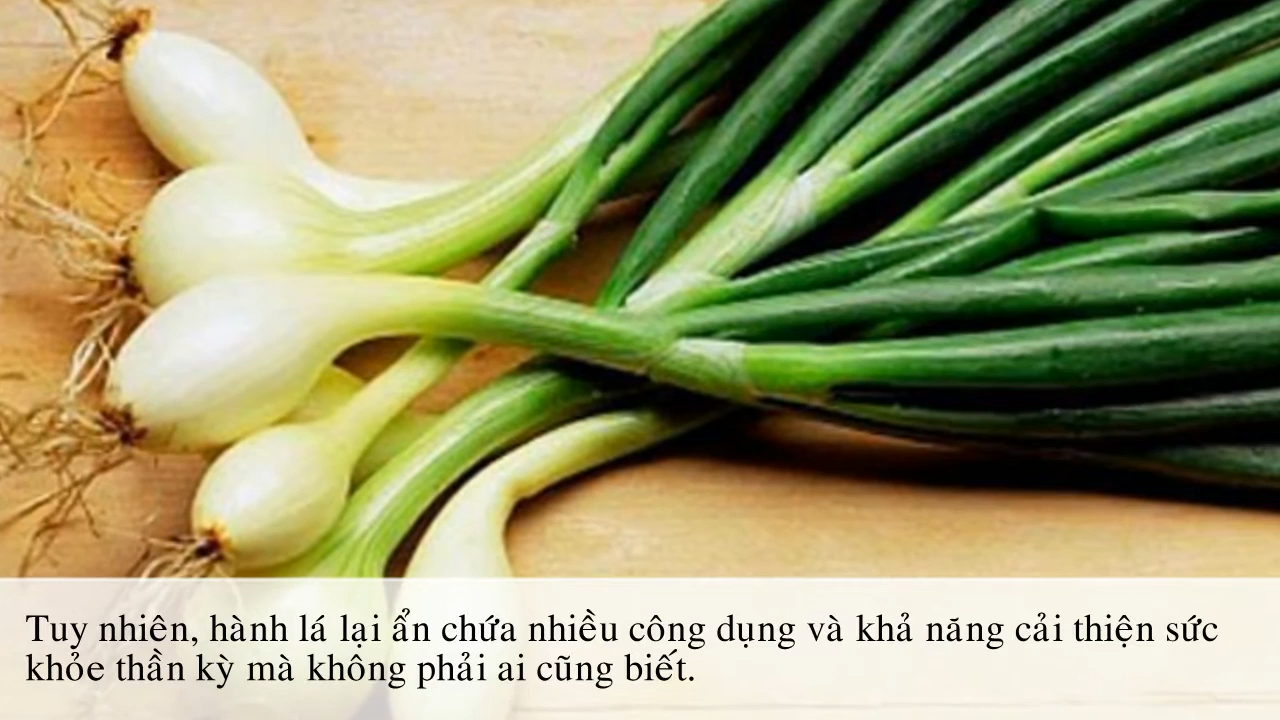 Tuy nhiên, hành lá lại ẩn chứa nhiều công dụng và khả năng cải thiện sức
khỏe thần kỳ mà không phải ai cũng biết.